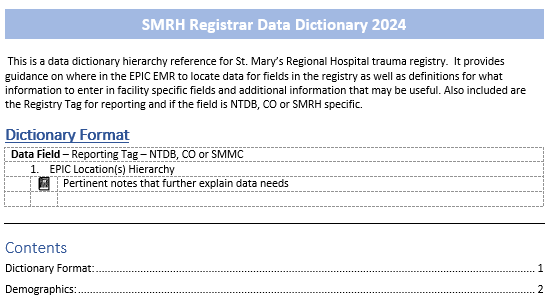 SMRH Registrar Data Dictionary 2024
This is a data dictionary hierarchy reference for St. Mary's Regional Hospital trauma registry. It provides
guidance on where in the EPIC EMR to locate data for fields in the registry as well as definitions for what
information to enter in facility specific fields and additional information that may be useful. Also included are
the Registry Tag for reporting and if the field is NTDB, CO or SMRH specific.
Dictionary Format
Data Field – Reporting Tag – NTDB, CO or SMMC
1. EPIC Location(s) Hierarchy
Pertinent notes that further explain data needs
Contents
Dictionary Format: 1
Demographics: 2